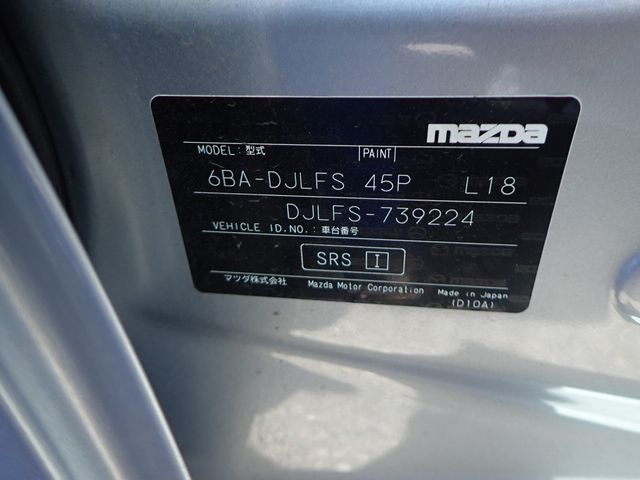 mazDa
MODEL: 型式 |PAINT|
6BA-DJLFS 45P L18
DJLFS-739224
VEHICLE ID.NO.: 車台番号
SRS I
マツダ株式会社 Mazda Motor Corporation Made in Japan
(D10A)